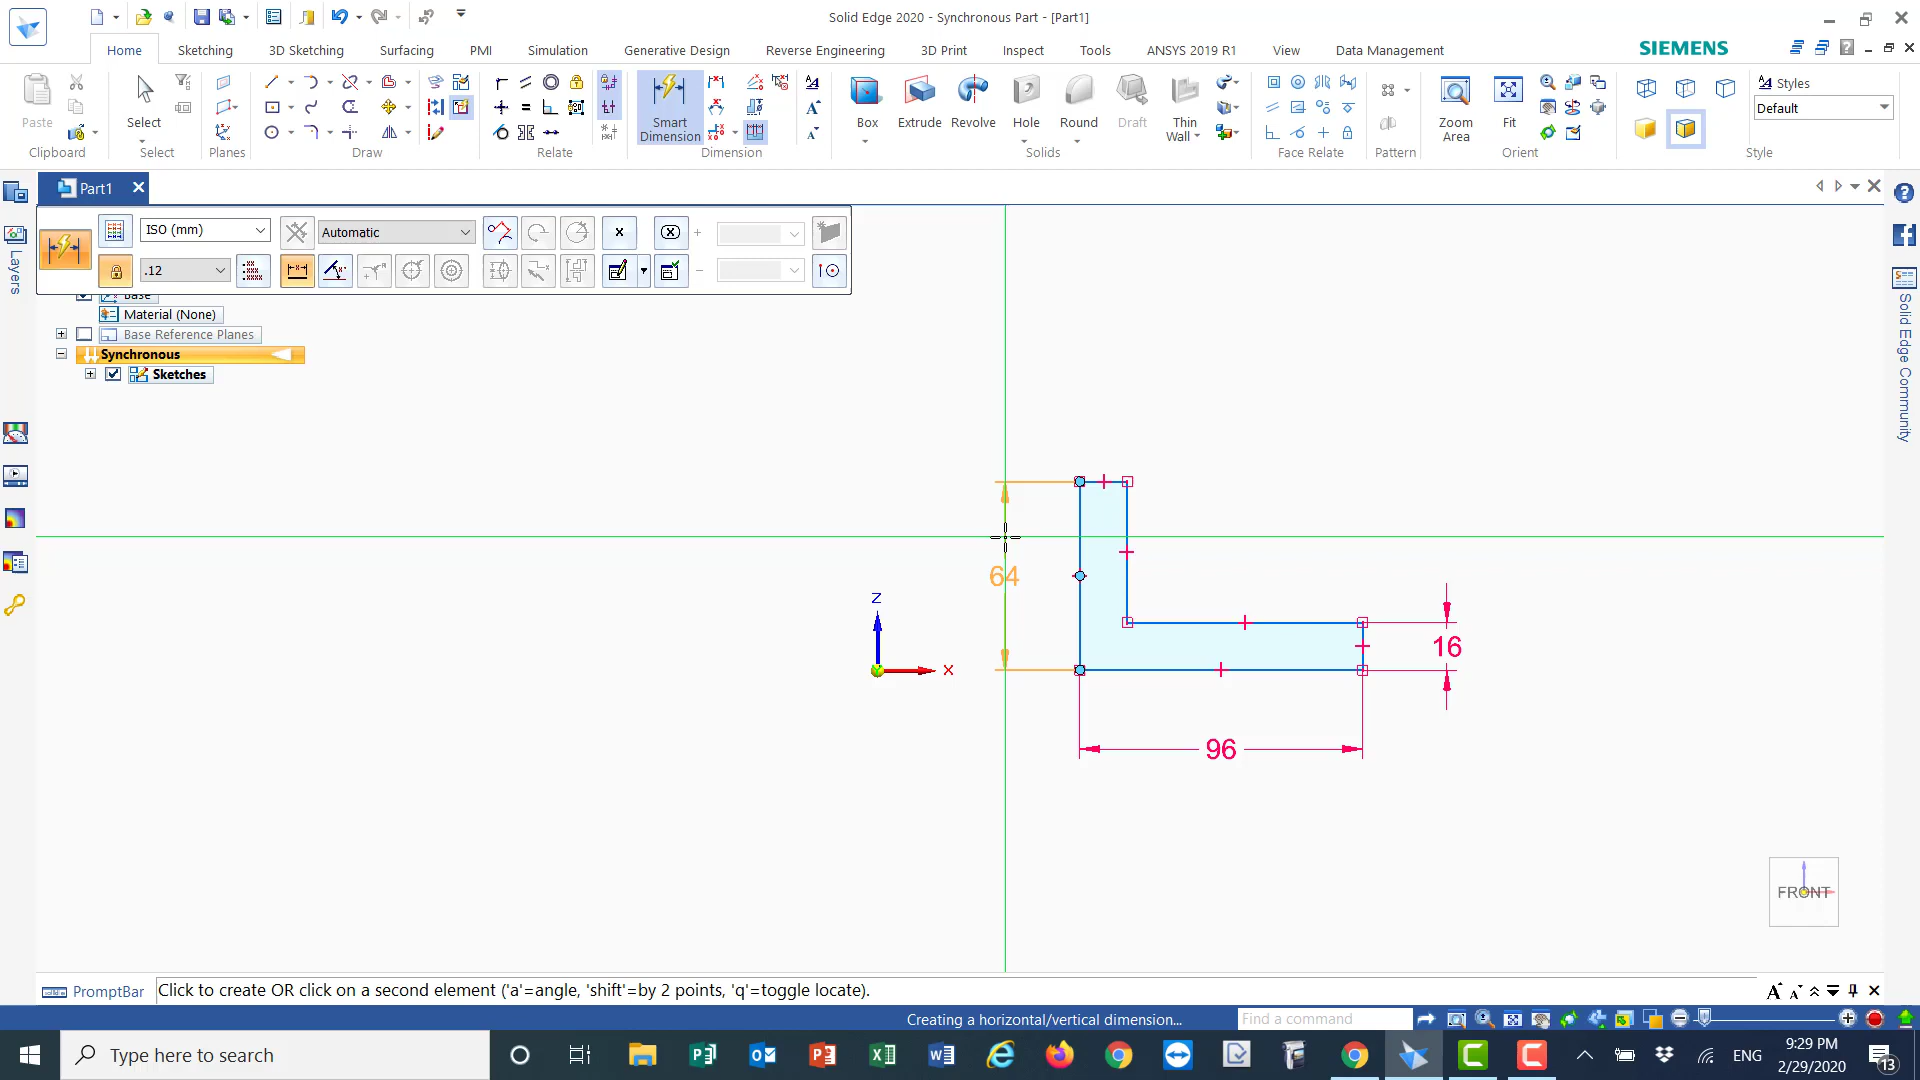 Solid Edge 2020 - Synchronous Part - [Part1]
Home
Sketching
3D Sketching
Surfacing
PMI
Simulation
Generative Design
Reverse Engineering
3D Print
Inspect
Tools
ANSYS 2019 R1
View
Data Management
SIEMENS
Paste
Select
Smart Dimension
Box
Extrude
Revolve
Hole
Round
Draft
Thin Wall
Zoom Area
Fit
Styles
Default
Clipboard
Select
Planes
Draw
Relate
Dimension
Solids
Face Relate
Pattern
Orient
Style
Part1
ISO (mm)
Automatic
.12
Base
Material (None)
Base Reference Planes
Synchronous
Sketches
Layers
Solid Edge Community
64
16
96
Z
X
FRONT
PromptBar
Click to create OR click on a second element ('a'=angle, 'shift'=by 2 points, 'q'=toggle locate).
Creating a horizontal/vertical dimension...
Find a command
Type here to search
ENG
9:29 PM
2/29/2020
13